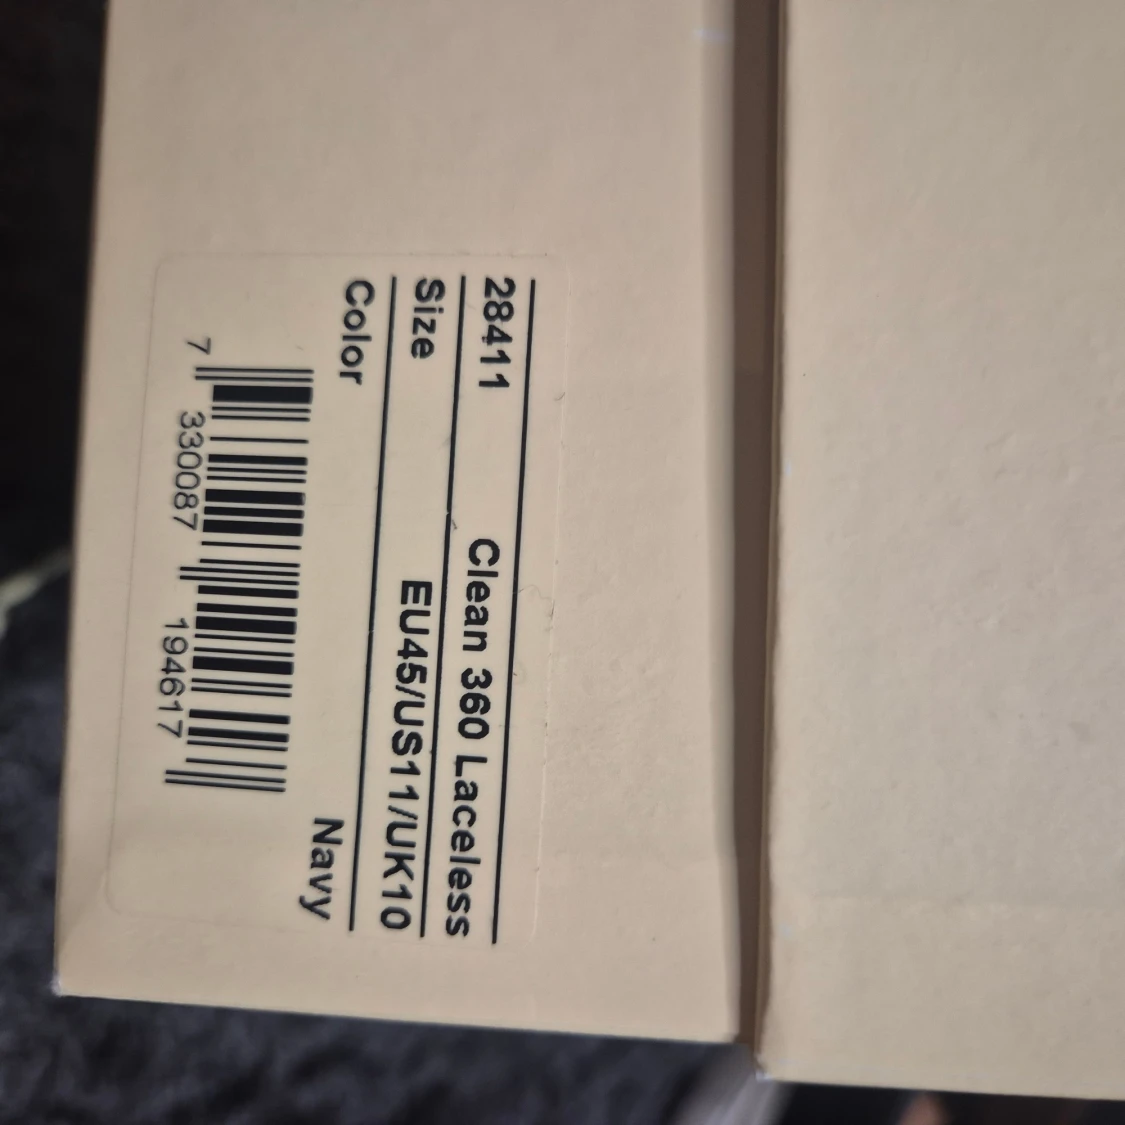 28411 Clean 360 Laceless
Size EU45/US11/UK10
Color Navy
7 330087 194617